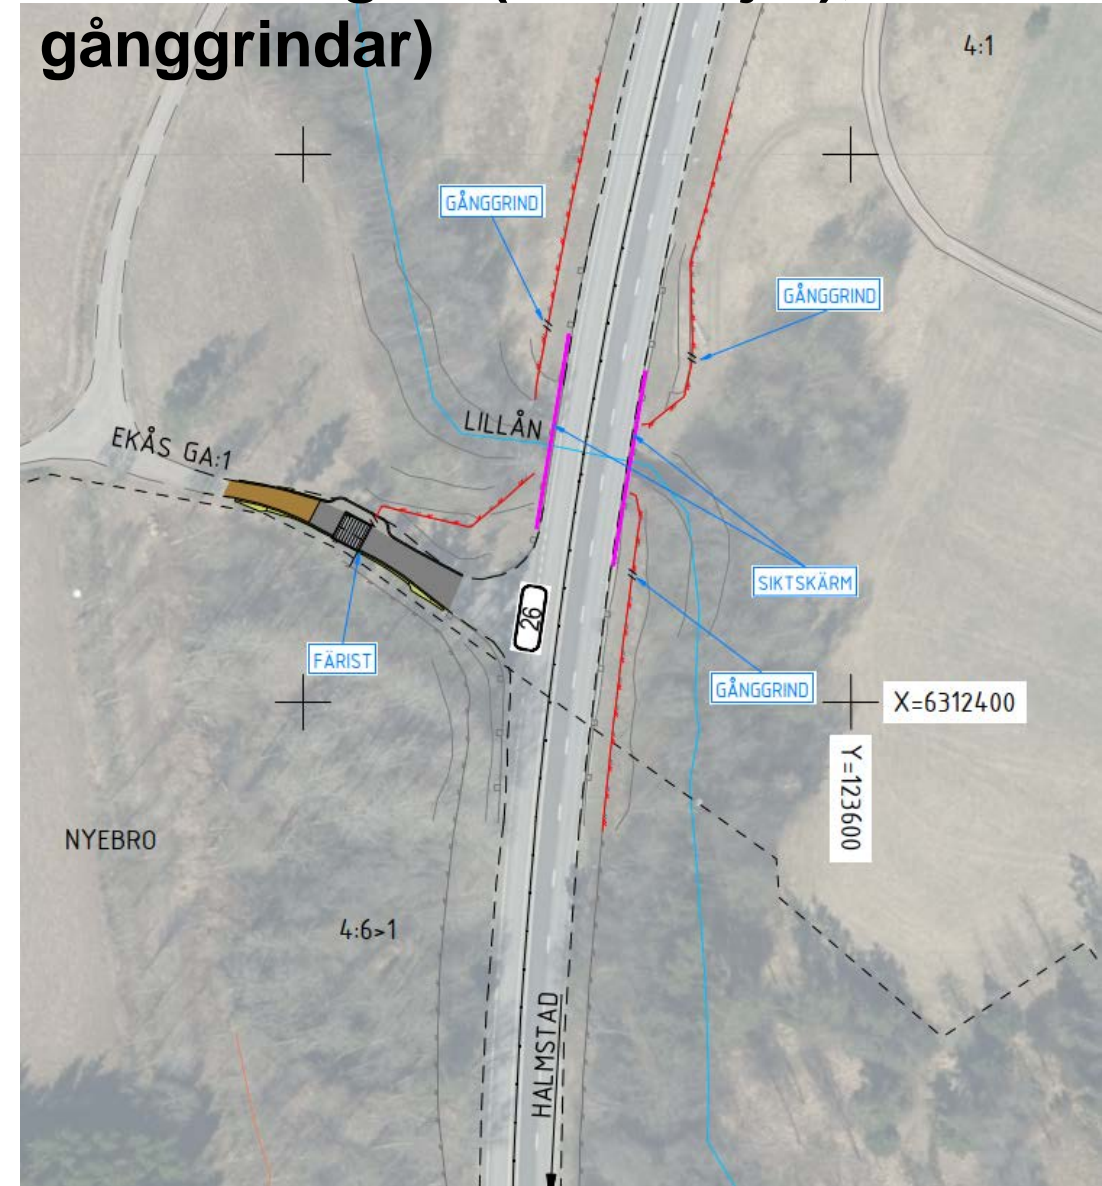 gånggrindar)
4:1
GÅNGGRIND
GÅNGGRIND
LILLÅN
EKÅS GA:1
SIKTSKÄRM
26
FÄRIST
GÅNGGRIND
X=6312400
Y=123600
NYEBRO
4:6>1
HALMSTAD